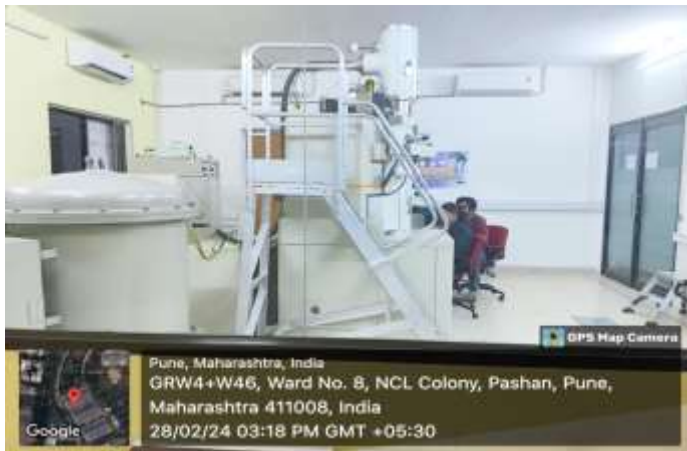 GPS Map Camera
Pune, Maharashtra, India
GRW4+W46, Ward No. 8, NCL Colony, Pashan, Pune,
Maharashtra 411008, India
28/02/24 03:18 PM GMT +05:30
Google